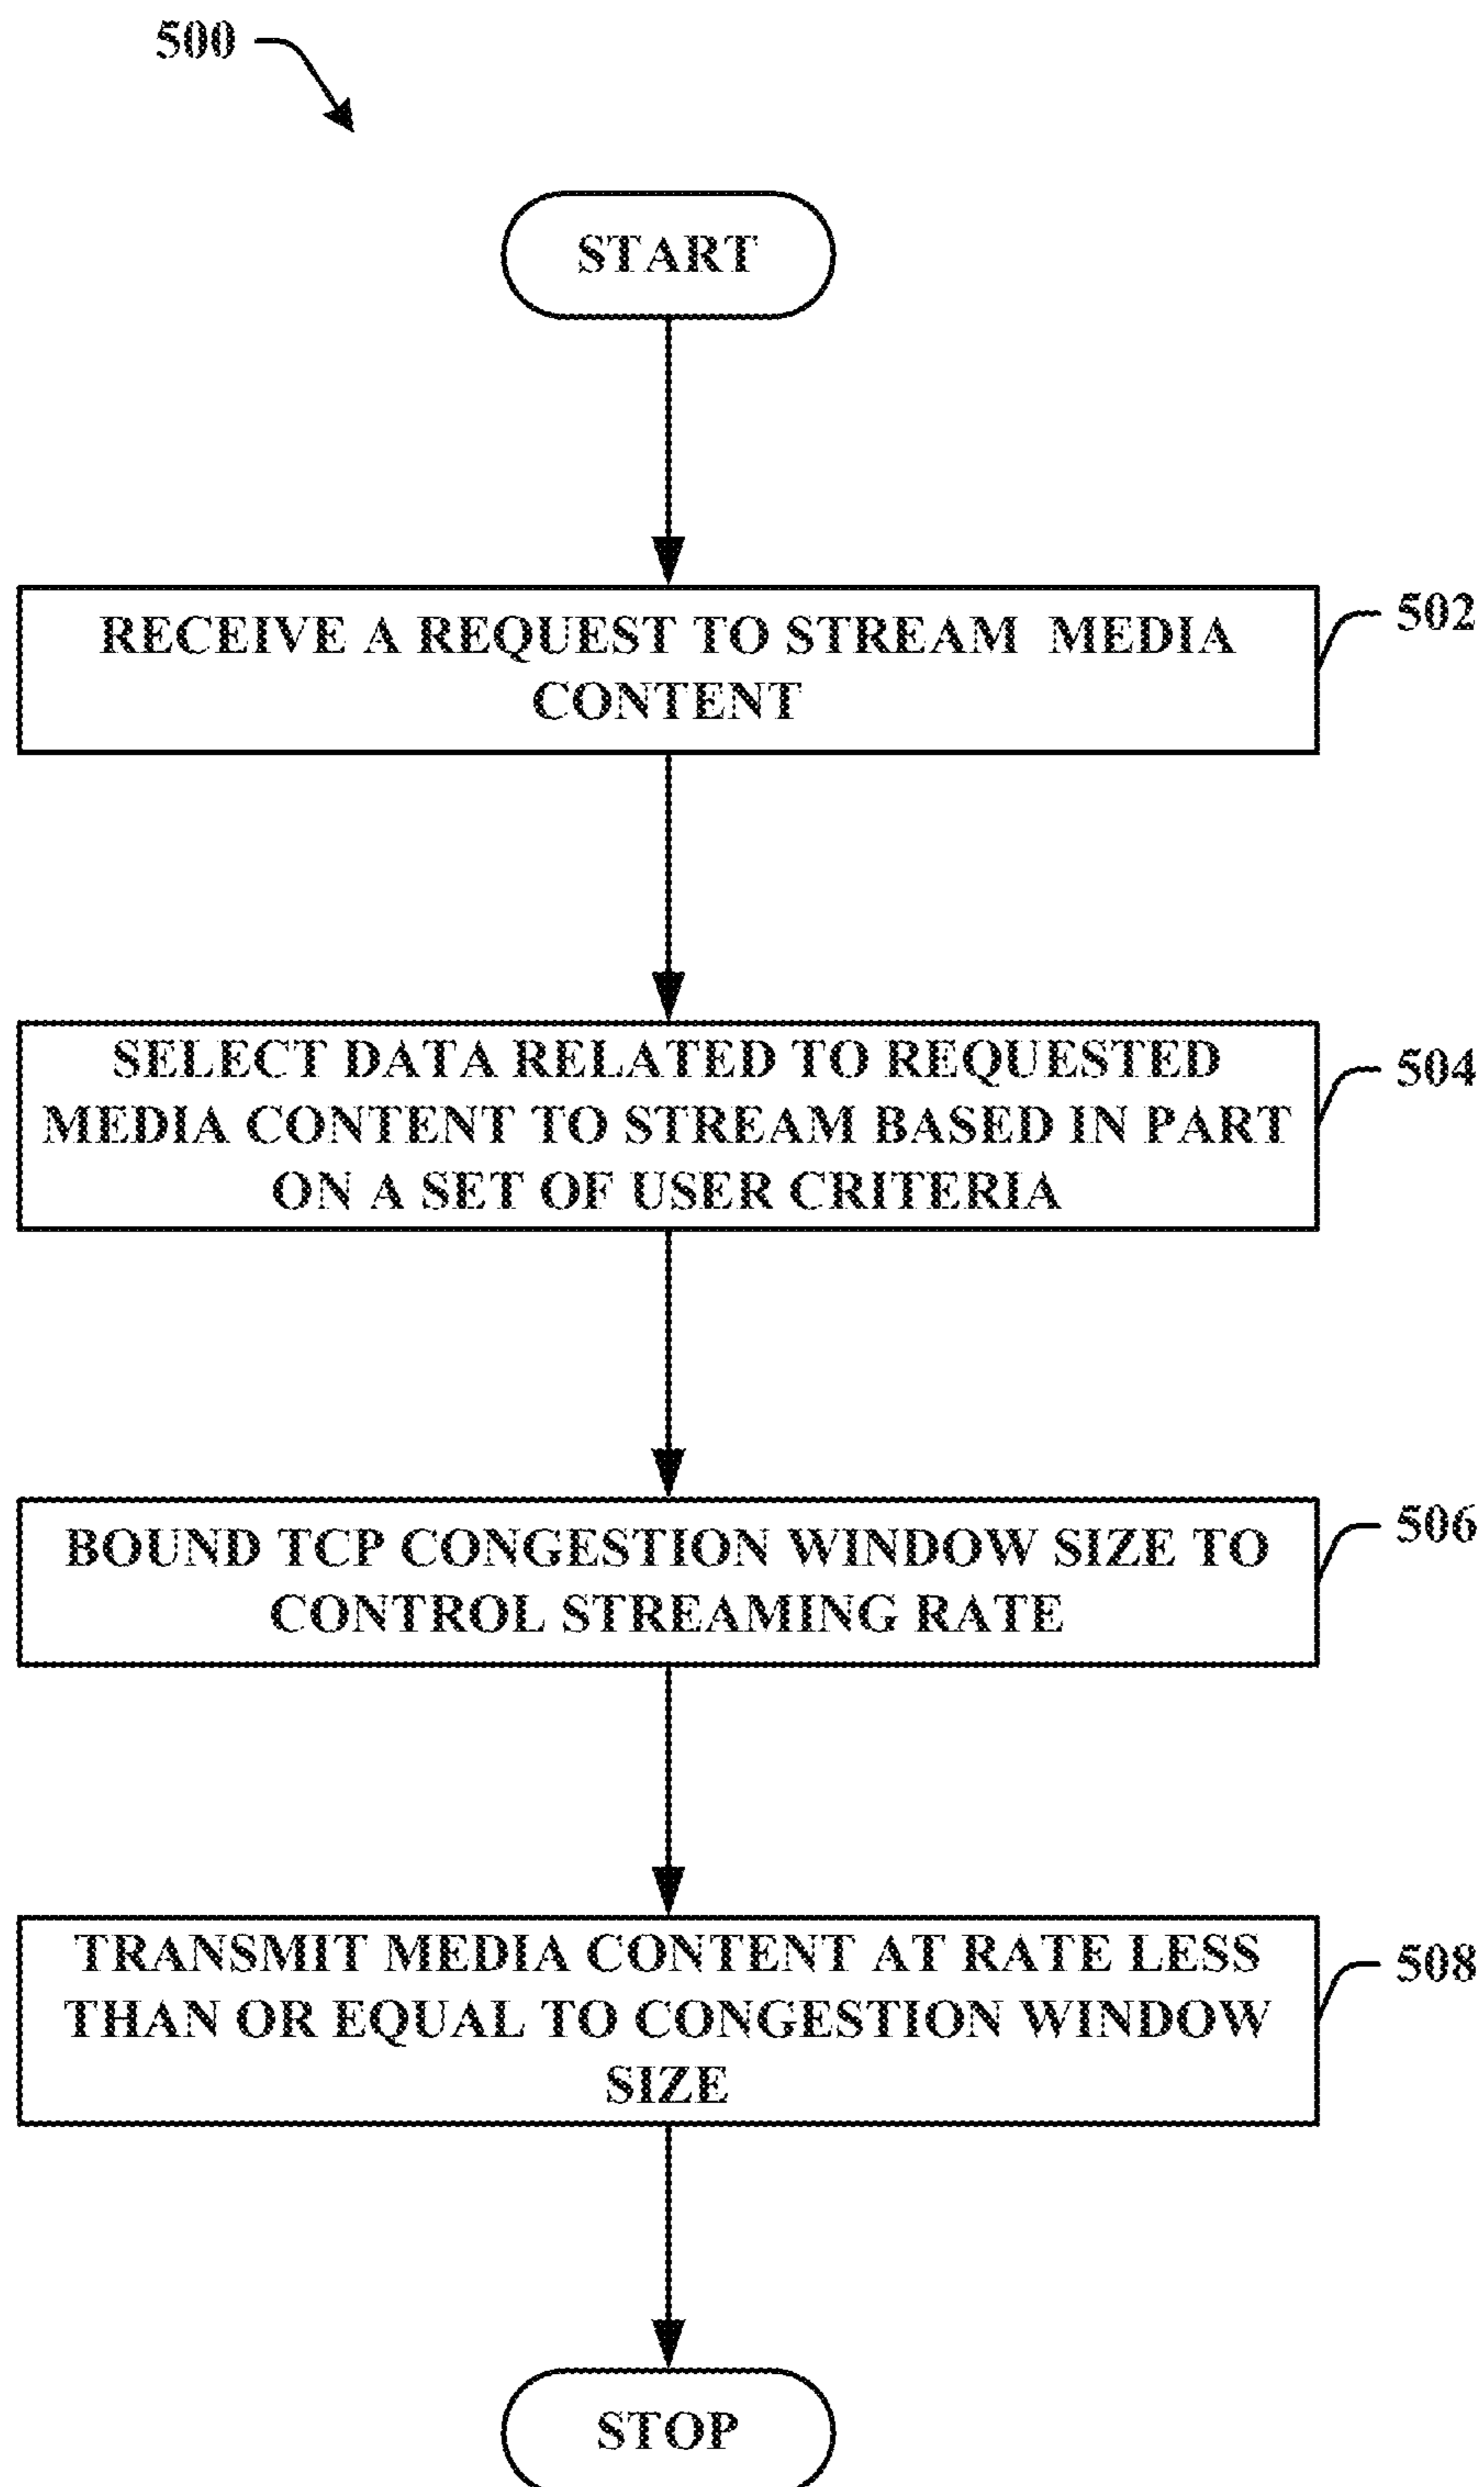 500
START
RECEIVE A REQUEST TO STREAM MEDIA
CONTENT
502
SELECT DATA RELATED TO REQUESTED
MEDIA CONTENT TO STREAM BASED IN PART
ON A SET OF USER CRITERIA
504
BOUND TCP CONGESTION WINDOW SIZE TO
CONTROL STREAMING RATE
506
TRANSMIT MEDIA CONTENT AT RATE LESS
THAN OR EQUAL TO CONGESTION WINDOW
SIZE
508
STOP